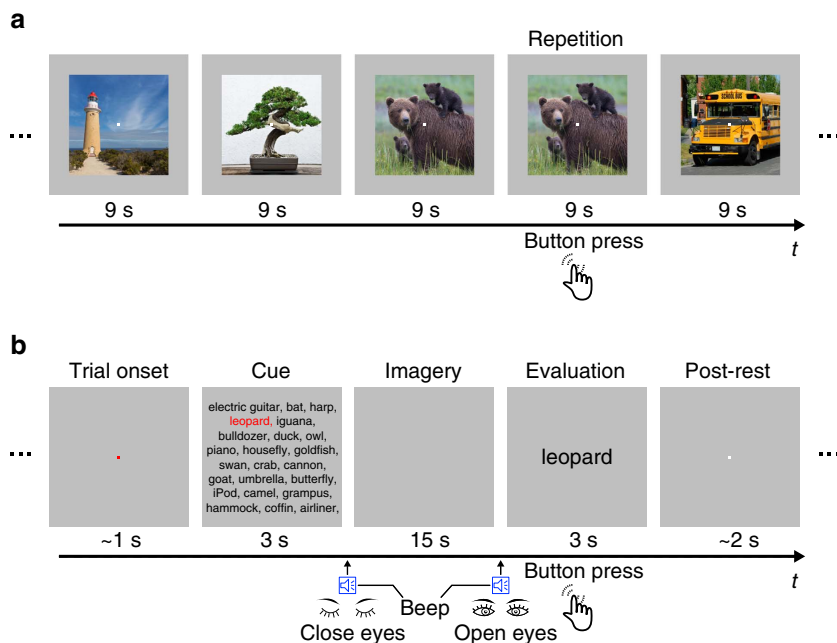 a
Repetition
SCHOOL BUS
9 s
9 s
9 s
9 s
9 s
Button press
t
b
Trial onset
Cue
Imagery
Evaluation
Post-rest
electric guitar, bat, harp,
leopard, iguana,
bulldozer, duck, owl,
piano, housefly, goldfish,
swan, crab, cannon,
goat, umbrella, butterfly,
iPod, camel, grampus,
hammock, coffin, airliner,
leopard
~1 s
3 s
15 s
3 s
~2 s
Button press
t
Beep
Close eyes
Open eyes